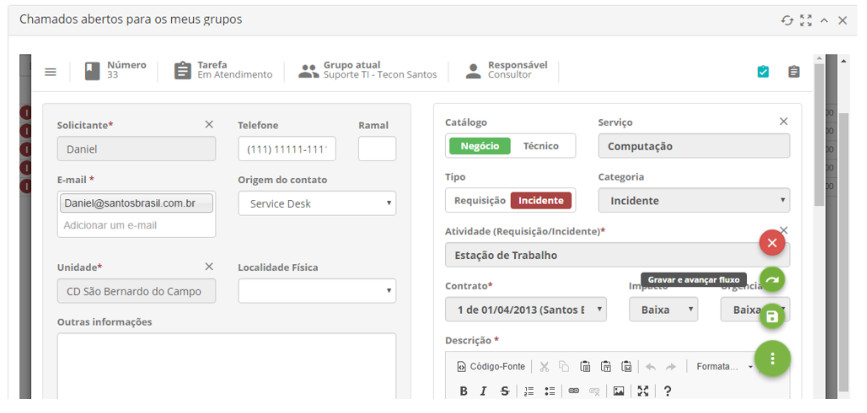 Chamados abertos para os meus grupos
Número
33
Tarefa
Em Atendimento
Grupo atual
Suporte TI - Tecon Santos
Responsável
Consultor
Solicitante*
Daniel
Telefone
(111) 11111-111
Ramal
E-mail *
Daniel@santosbrasil.com.br
Adicionar um e-mail
Origem do contato
Service Desk
Unidade*
CD São Bernardo do Campo
Localidade Física
Outras informações
Catálogo
Negócio Técnico
Serviço
Computação
Tipo
Requisição Incidente
Categoria
Incidente
Atividade (Requisição/Incidente)*
Estação de Trabalho
Gravar e avançar fluxo
Contrato*
1 de 01/04/2013 (Santos
Impacto
Baixa
Urgência
Baixa
Descrição *
Código-Fonte Formata...
B I S ?